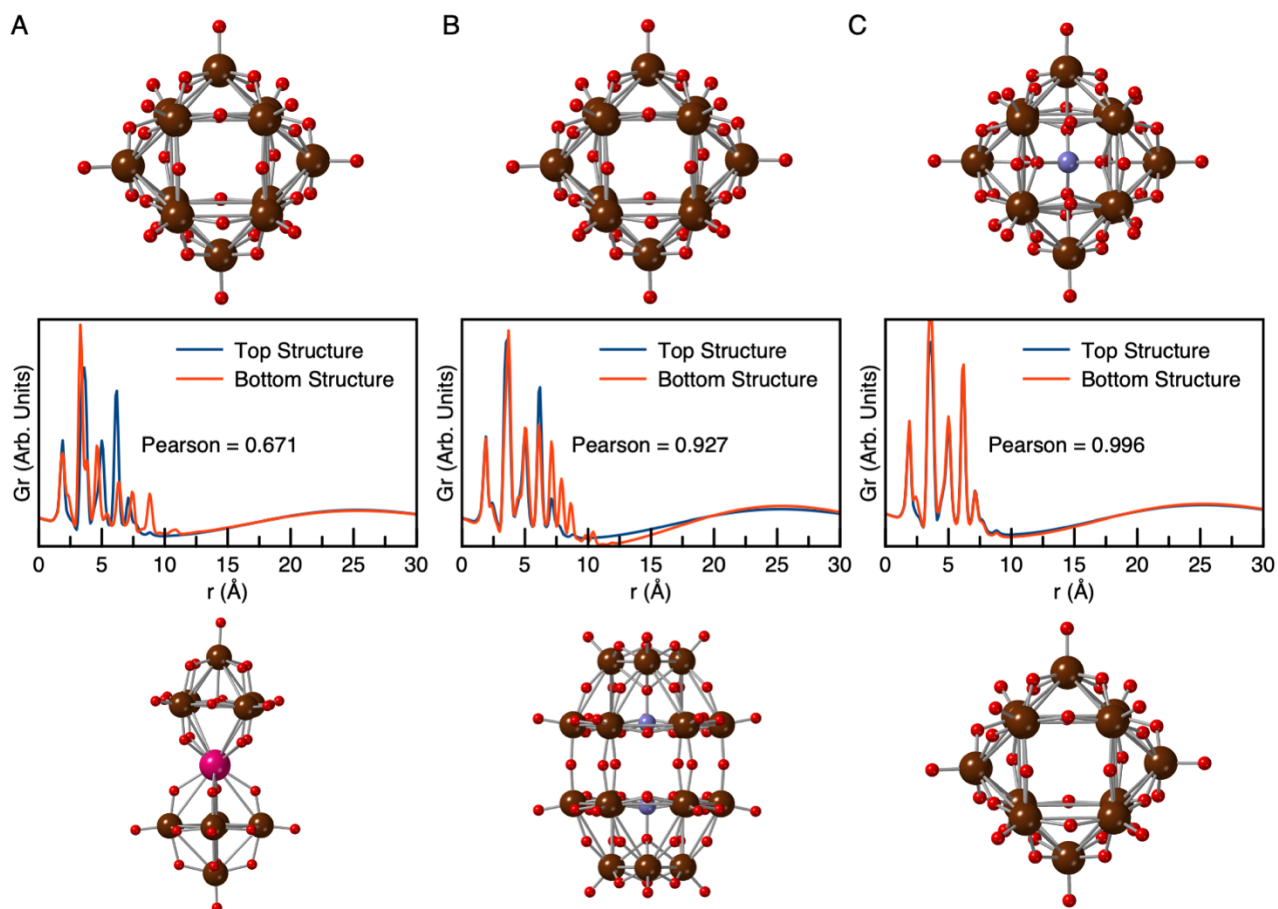 A
B
C
Gr (Arb. Units)
Top Structure
Bottom Structure
Pearson = 0.671
0 5 10 15 20 25 30
r (Å)
Gr (Arb. Units)
Top Structure
Bottom Structure
Pearson = 0.927
0 5 10 15 20 25 30
r (Å)
Gr (Arb. Units)
Top Structure
Bottom Structure
Pearson = 0.996
0 5 10 15 20 25 30
r (Å)